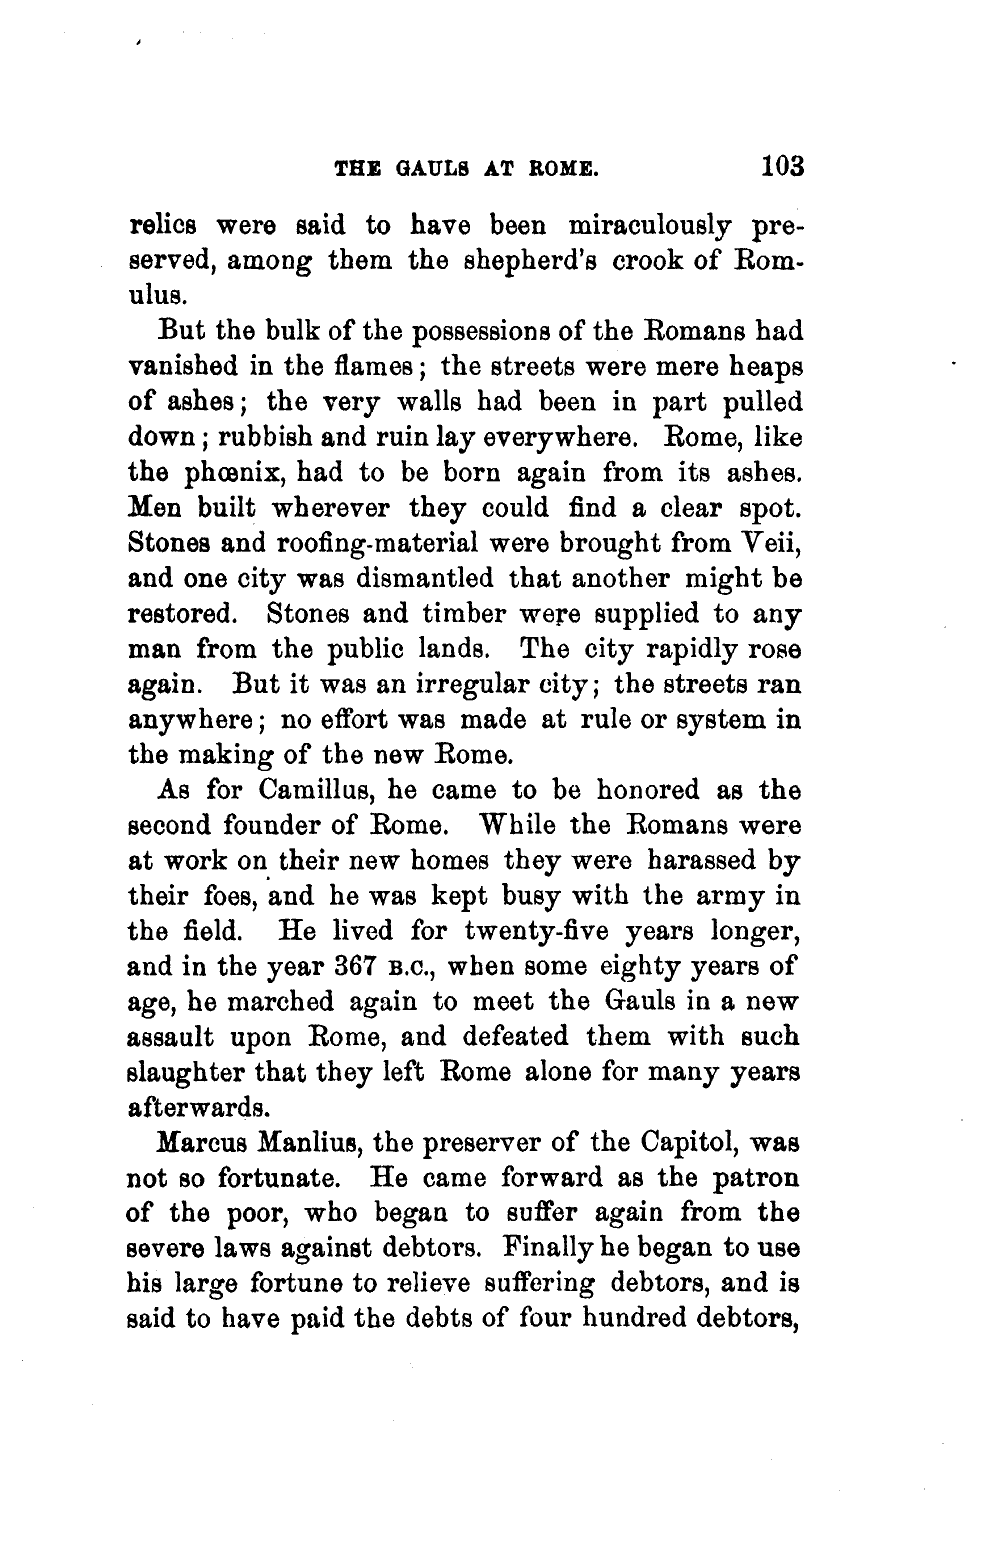 THE GAULS AT ROME. 103
relics were said to have been miraculously pre-
served, among them the shepherd's crook of Rom-
ulus.
But the bulk of the possessions of the Romans had
vanished in the flames; the streets were mere heaps
of ashes; the very walls had been in part pulled
down; rubbish and ruin lay everywhere. Rome, like
the phœnix, had to be born again from its ashes.
Men built wherever they could find a clear spot.
Stones and roofing-material were brought from Veii,
and one city was dismantled that another might be
restored. Stones and timber were supplied to any
man from the public lands. The city rapidly rose
again. But it was an irregular city; the streets ran
anywhere; no effort was made at rule or system in
the making of the new Rome.
As for Camillus, he came to be honored as the
second founder of Rome. While the Romans were
at work on their new homes they were harassed by
their foes, and he was kept busy with the army in
the field. He lived for twenty-five years longer,
and in the year 367 B.C., when some eighty years of
age, he marched again to meet the Gauls in a new
assault upon Rome, and defeated them with such
slaughter that they left Rome alone for many years
afterwards.
Marcus Manlius, the preserver of the Capitol, was
not so fortunate. He came forward as the patron
of the poor, who began to suffer again from the
severe laws against debtors. Finally he began to use
his large fortune to relieve suffering debtors, and is
said to have paid the debts of four hundred debtors,